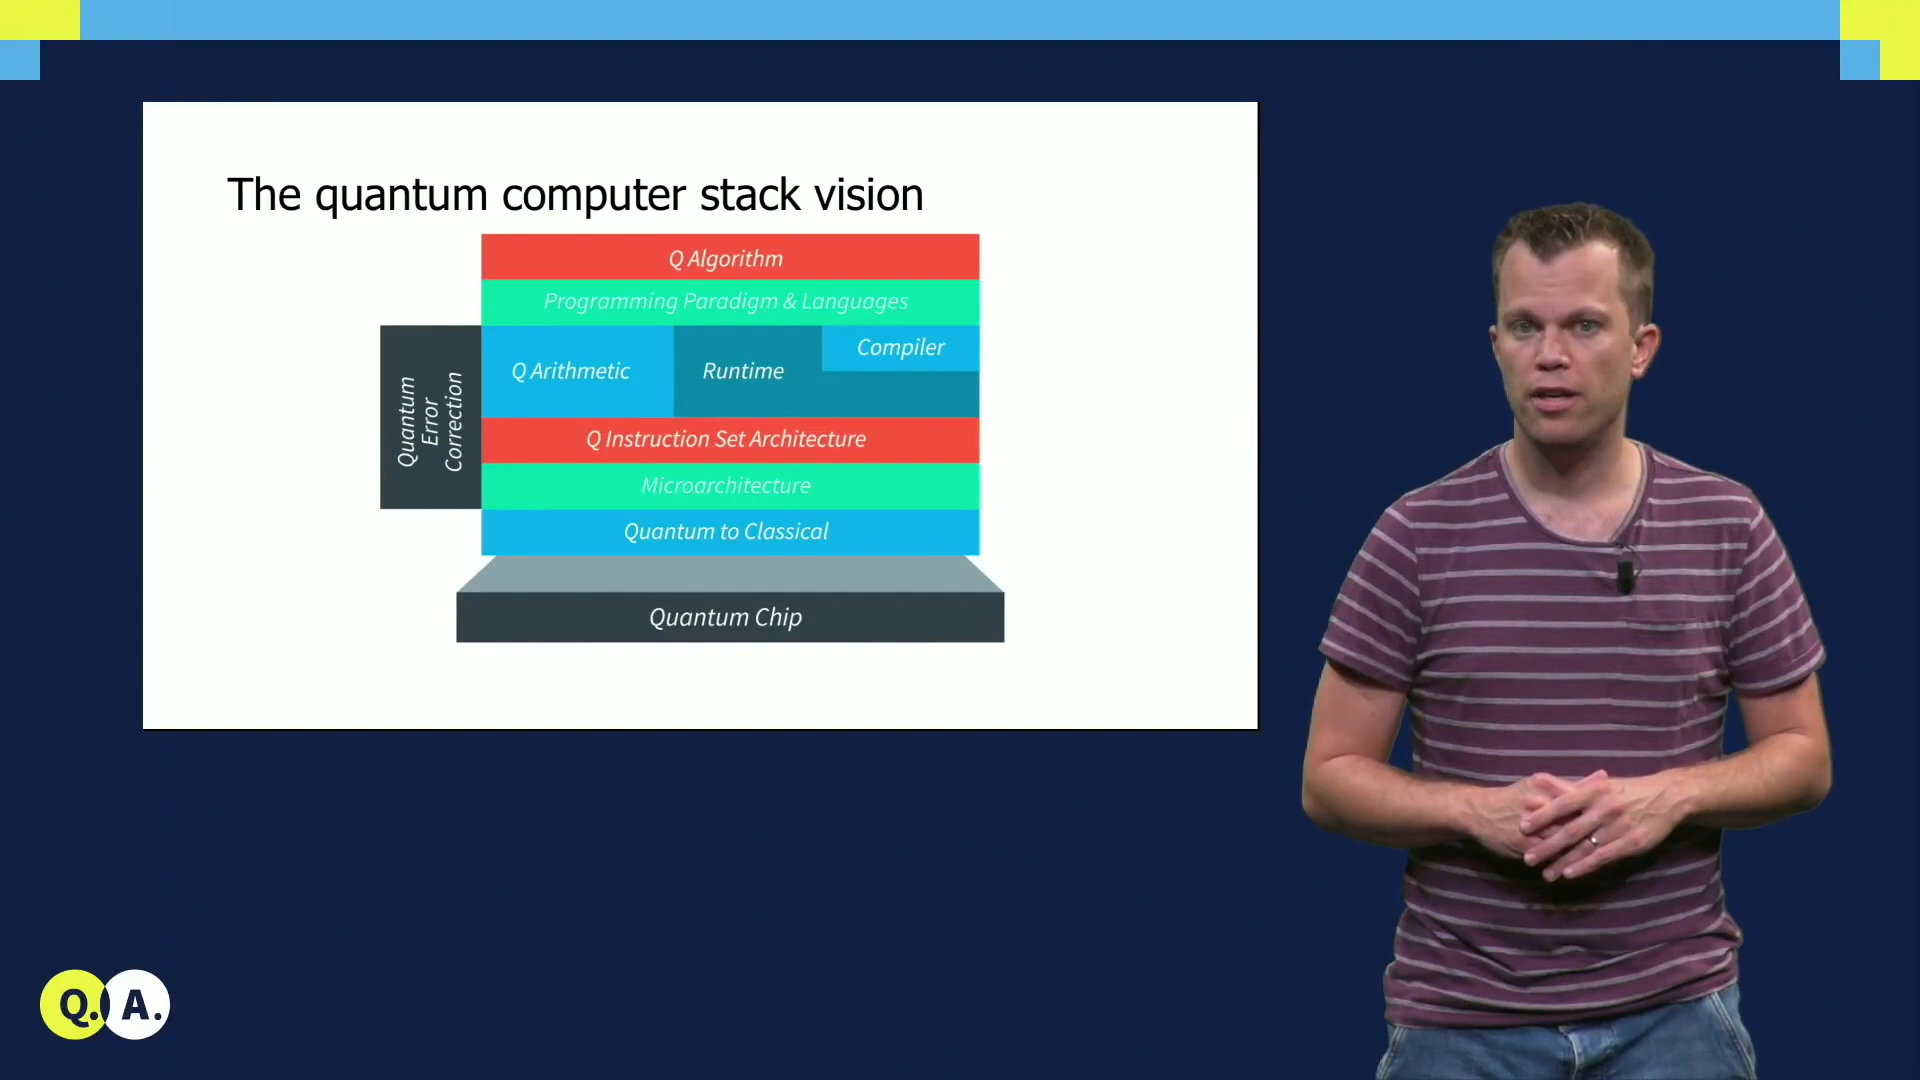 The quantum computer stack vision
Q Algorithm
Programming Paradigm & Languages
Quantum
Error
Correction
Q Arithmetic
Runtime
Compiler
Q Instruction Set Architecture
Microarchitecture
Quantum to Classical
Quantum Chip
Q. A.